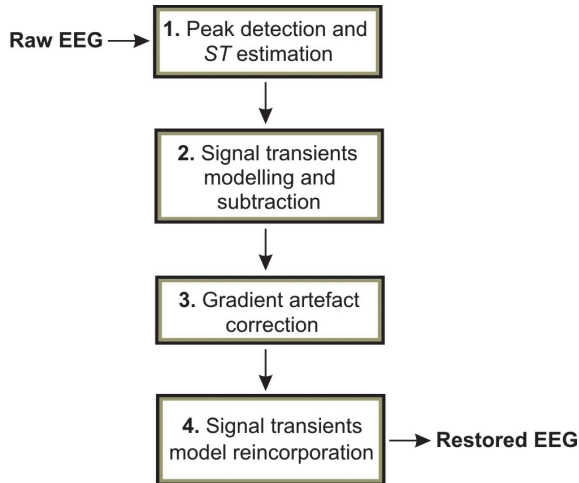 Raw EEG
1. Peak detection and
ST estimation
2. Signal transients
modelling and
subtraction
3. Gradient artefact
correction
4. Signal transients
model reincorporation
Restored EEG